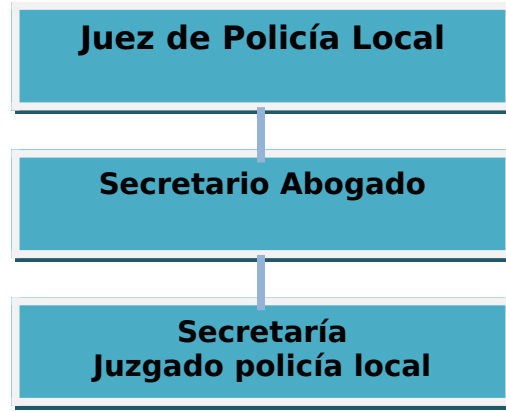 Juez de Policía Local
Secretario Abogado
Secretaría
Juzgado policía local